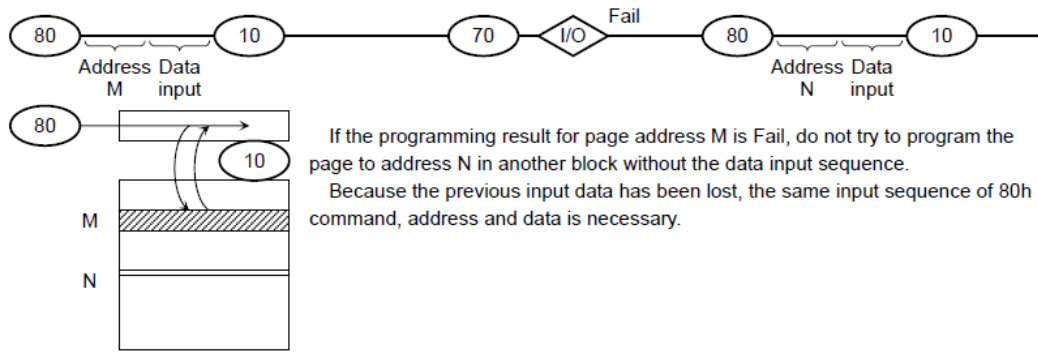 Fail
80 10 70 I/O 80 10
Address Data Address Data
M input N input
80
If the programming result for page address M is Fail, do not try to program the
10
page to address N in another block without the data input sequence.
Because the previous input data has been lost, the same input sequence of 80h
M
command, address and data is necessary.
N